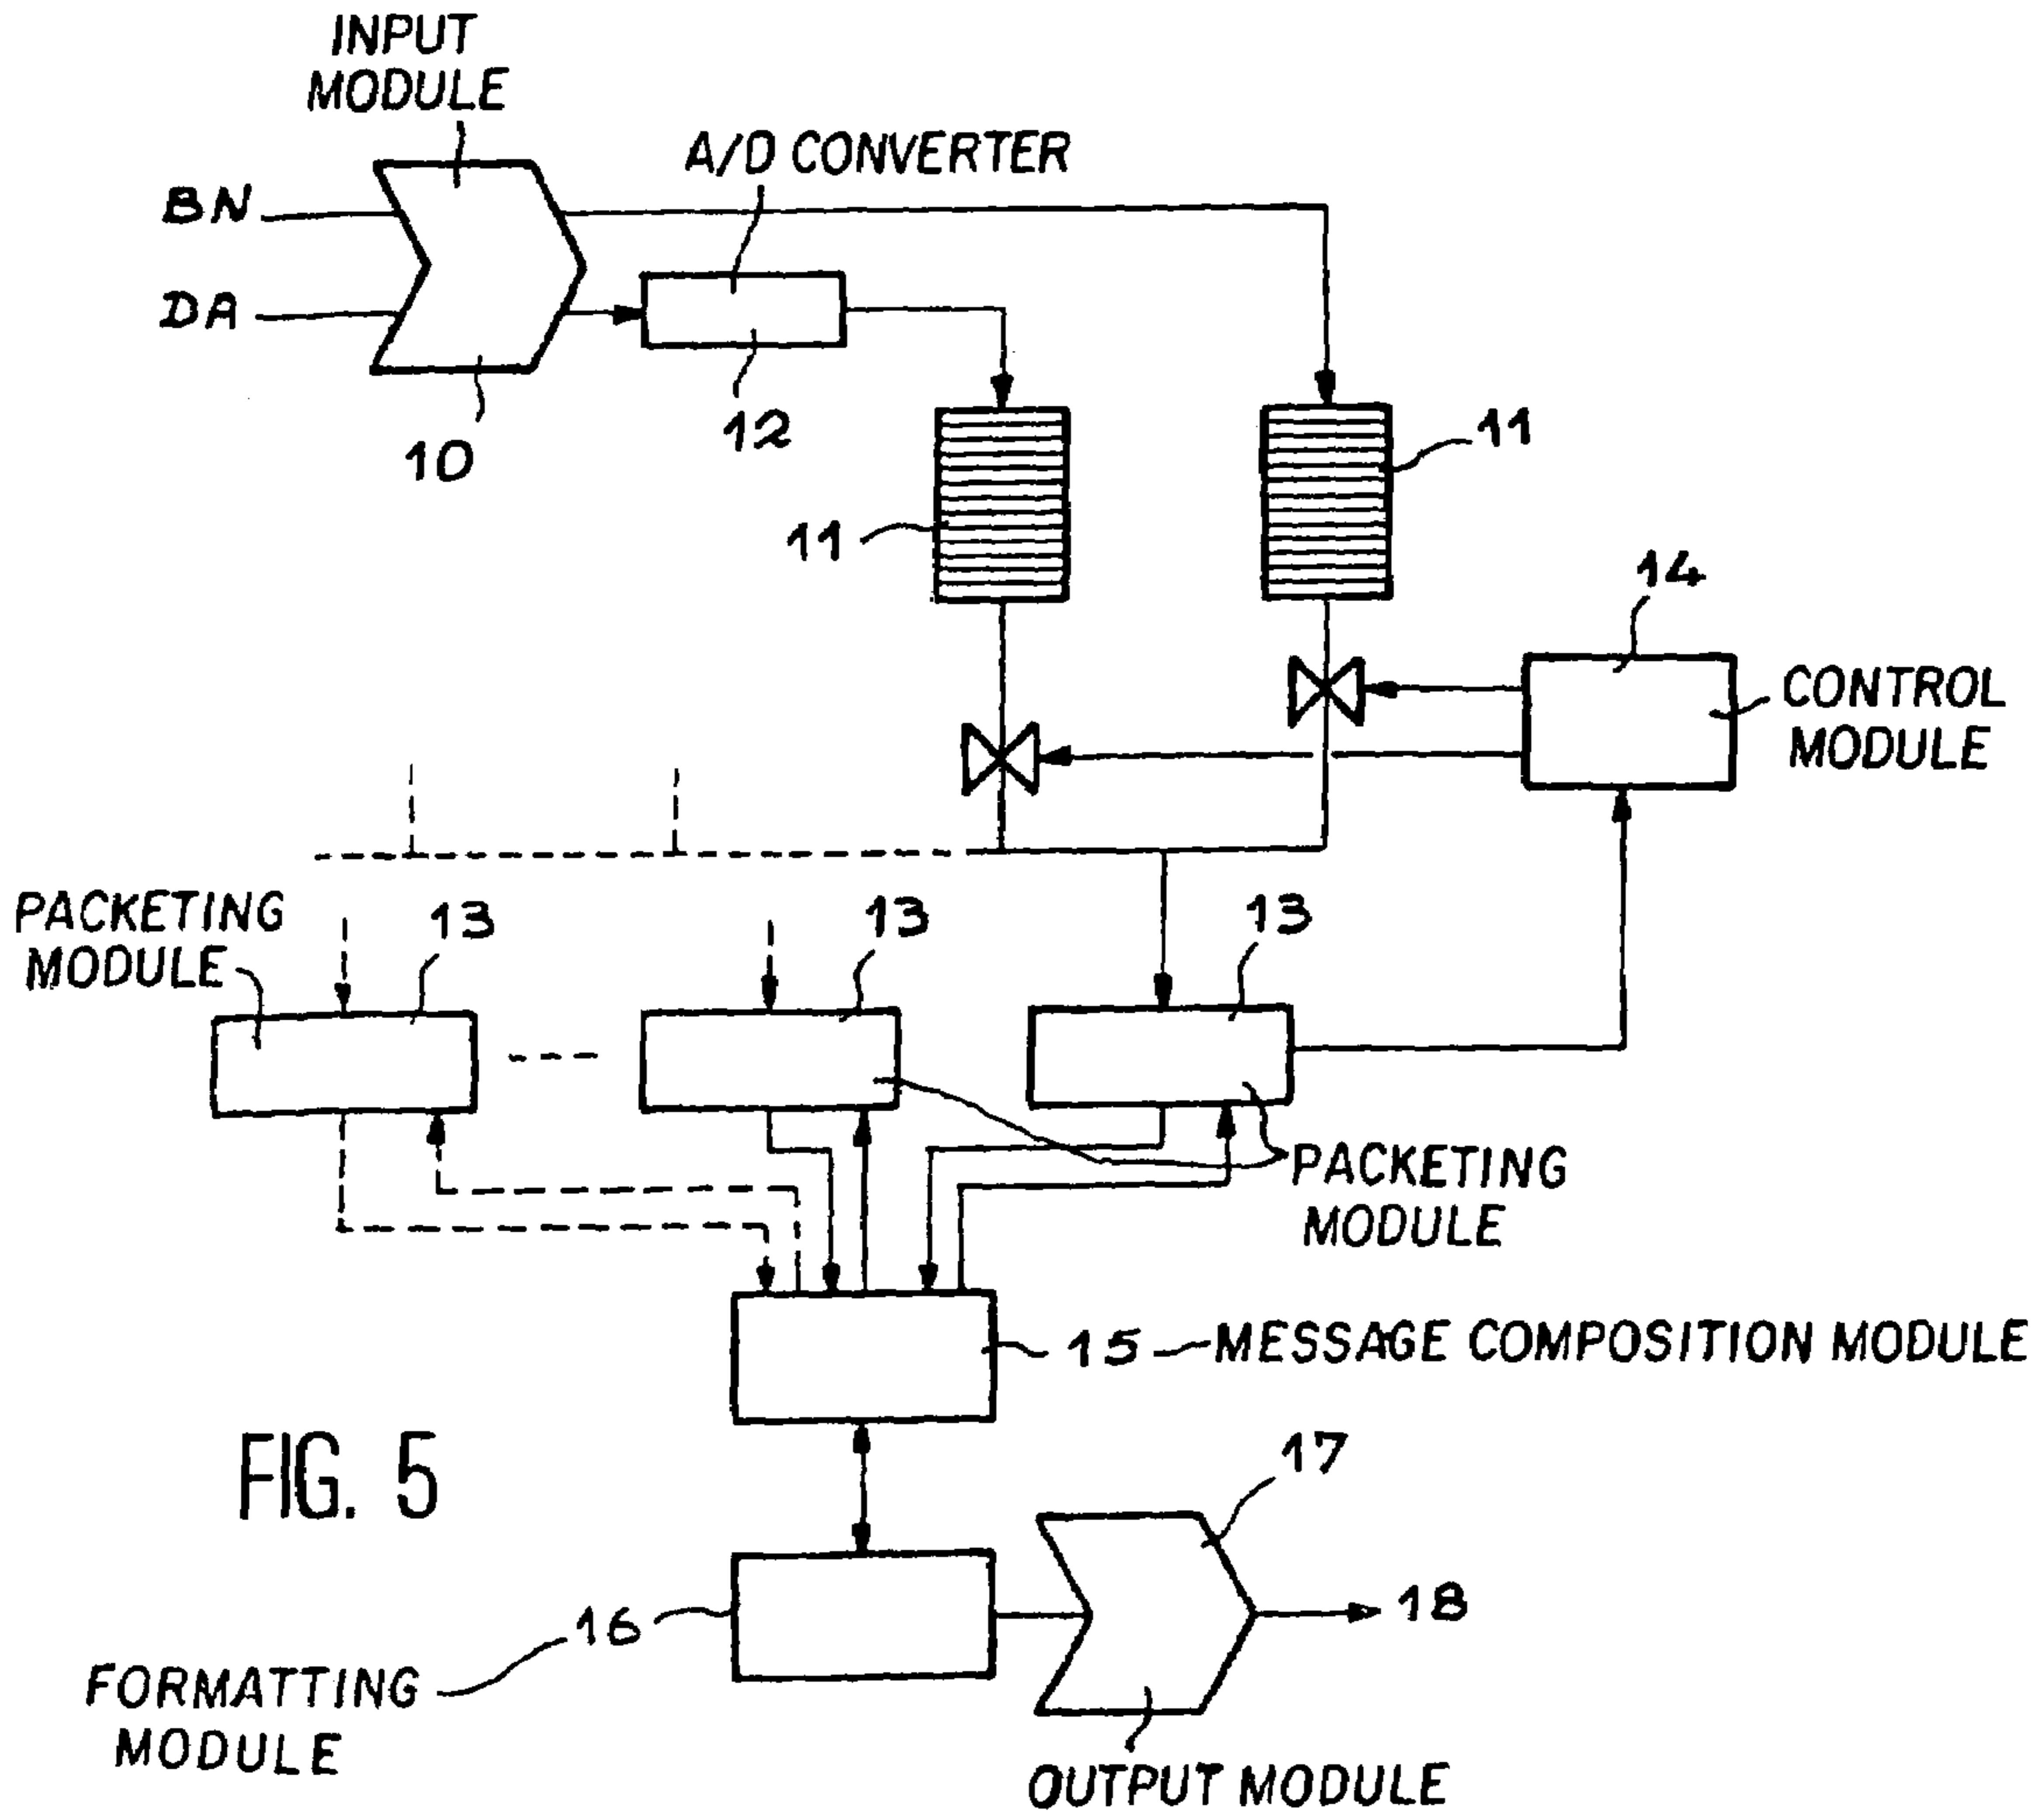 INPUT
MODULE
A/D CONVERTER
BN
DA
12
10
11
11
14
CONTROL
MODULE
PACKETING
MODULE
13
13
13
PACKETING
MODULE
15
MESSAGE COMPOSITION MODULE
FIG. 5
17
16
18
FORMATTING
MODULE
OUTPUT MODULE